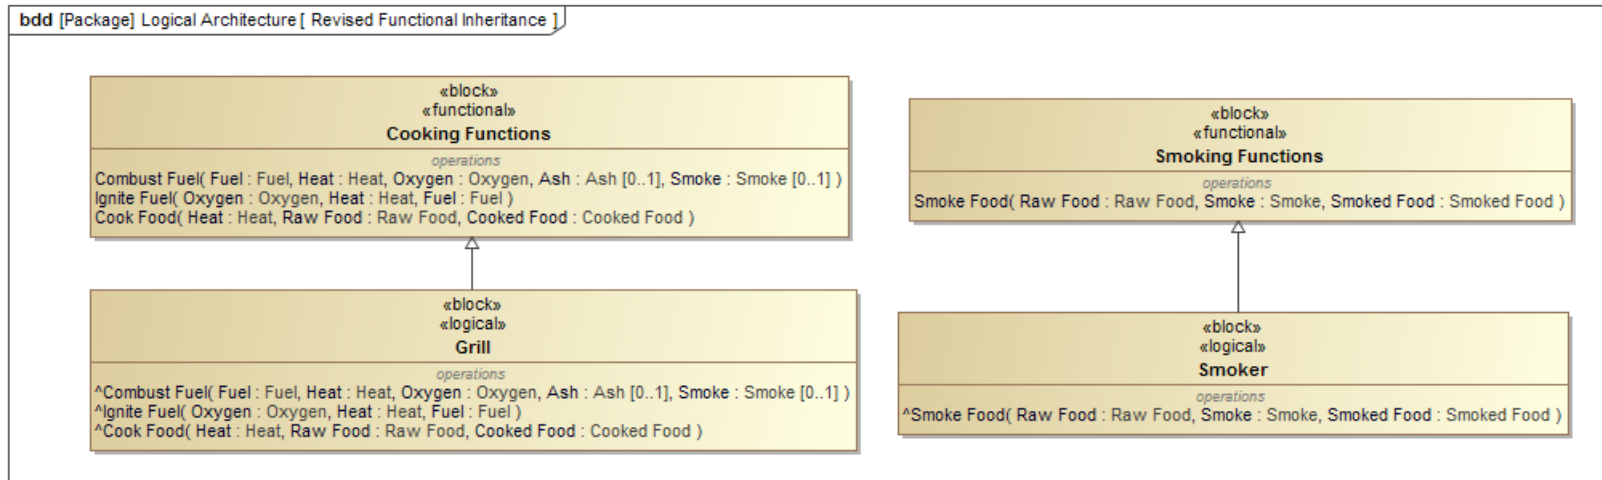 bdd [Package] Logical Architecture [ Revised Functional Inheritance ]
«block»
«functional»
Cooking Functions
operations
Combust Fuel( Fuel : Fuel, Heat : Heat, Oxygen : Oxygen, Ash : Ash [0..1], Smoke : Smoke [0..1] )
Ignite Fuel( Oxygen : Oxygen, Heat : Heat, Fuel : Fuel )
Cook Food( Heat : Heat, Raw Food : Raw Food, Cooked Food : Cooked Food )
«block»
«functional»
Smoking Functions
operations
Smoke Food( Raw Food : Raw Food, Smoke : Smoke, Smoked Food : Smoked Food )
«block»
«logical»
Grill
operations
^Combust Fuel( Fuel : Fuel, Heat : Heat, Oxygen : Oxygen, Ash : Ash [0..1], Smoke : Smoke [0..1] )
^Ignite Fuel( Oxygen : Oxygen, Heat : Heat, Fuel : Fuel )
^Cook Food( Heat : Heat, Raw Food : Raw Food, Cooked Food : Cooked Food )
«block»
«logical»
Smoker
operations
^Smoke Food( Raw Food : Raw Food, Smoke : Smoke, Smoked Food : Smoked Food )